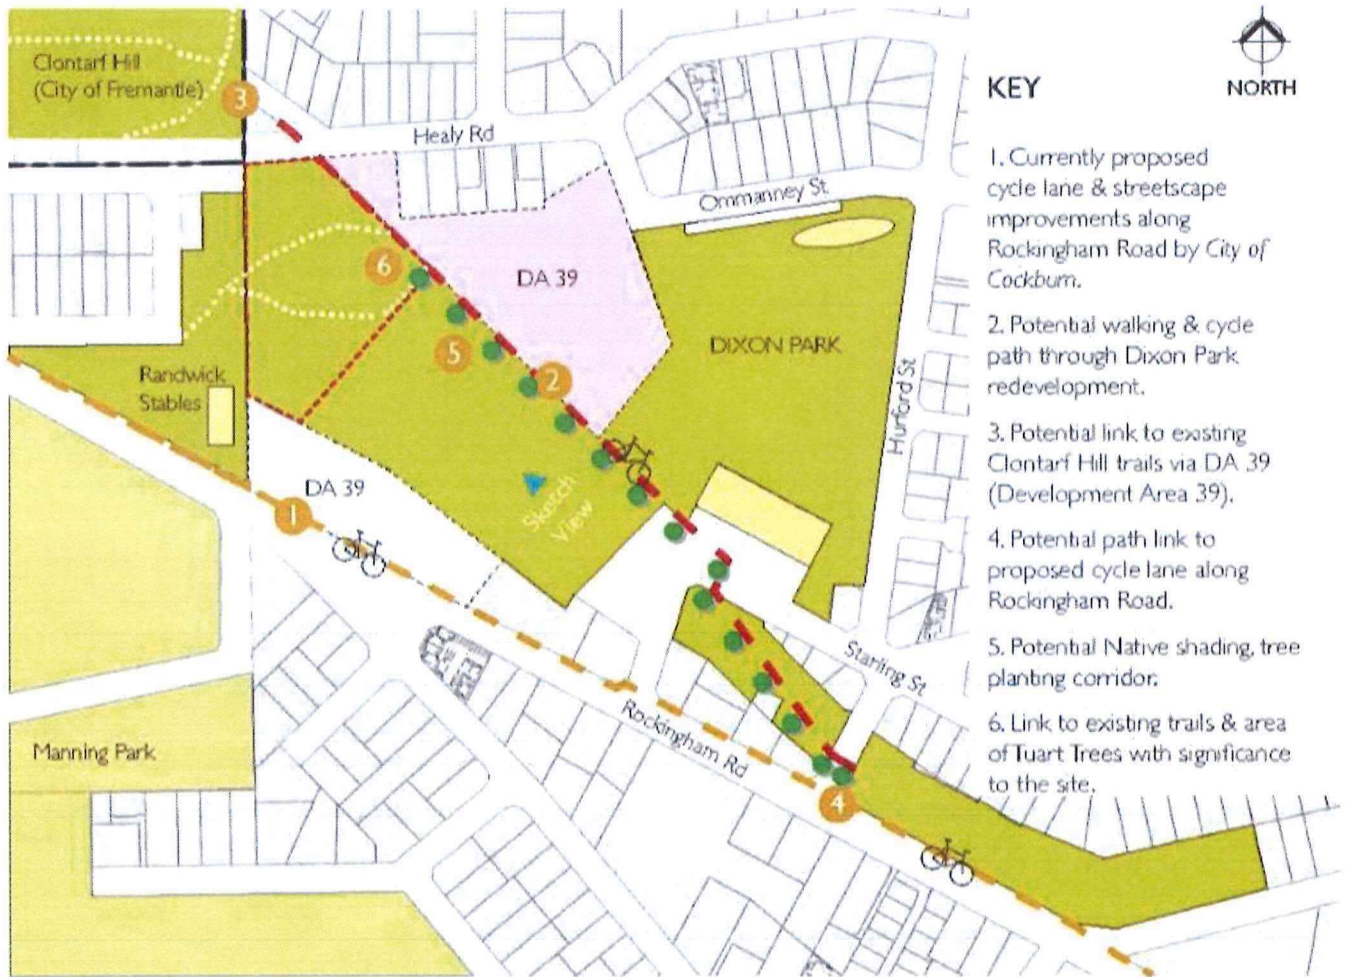 Clontarf Hill
(City of Fremantle)
3
Healy Rd
Ommanney St
6
DA 39
5
2
DIXON PARK
Randwick
Stables
Hurford St
DA 39
1
Sketch
View
Starling St
Rockingham Rd
Manning Park
4
NORTH
KEY
1. Currently proposed
cycle lane & streetscape
improvements along
Rockingham Road by City of
Cockburn.
2. Potential walking & cycle
path through Dixon Park
redevelopment.
3. Potential link to existing
Clontarf Hill trails via DA 39
(Development Area 39).
4. Potential path link to
proposed cycle lane along
Rockingham Road.
5. Potential Native shading, tree
planting corridor.
6. Link to existing trails & area
of Tuart Trees with significance
to the site.